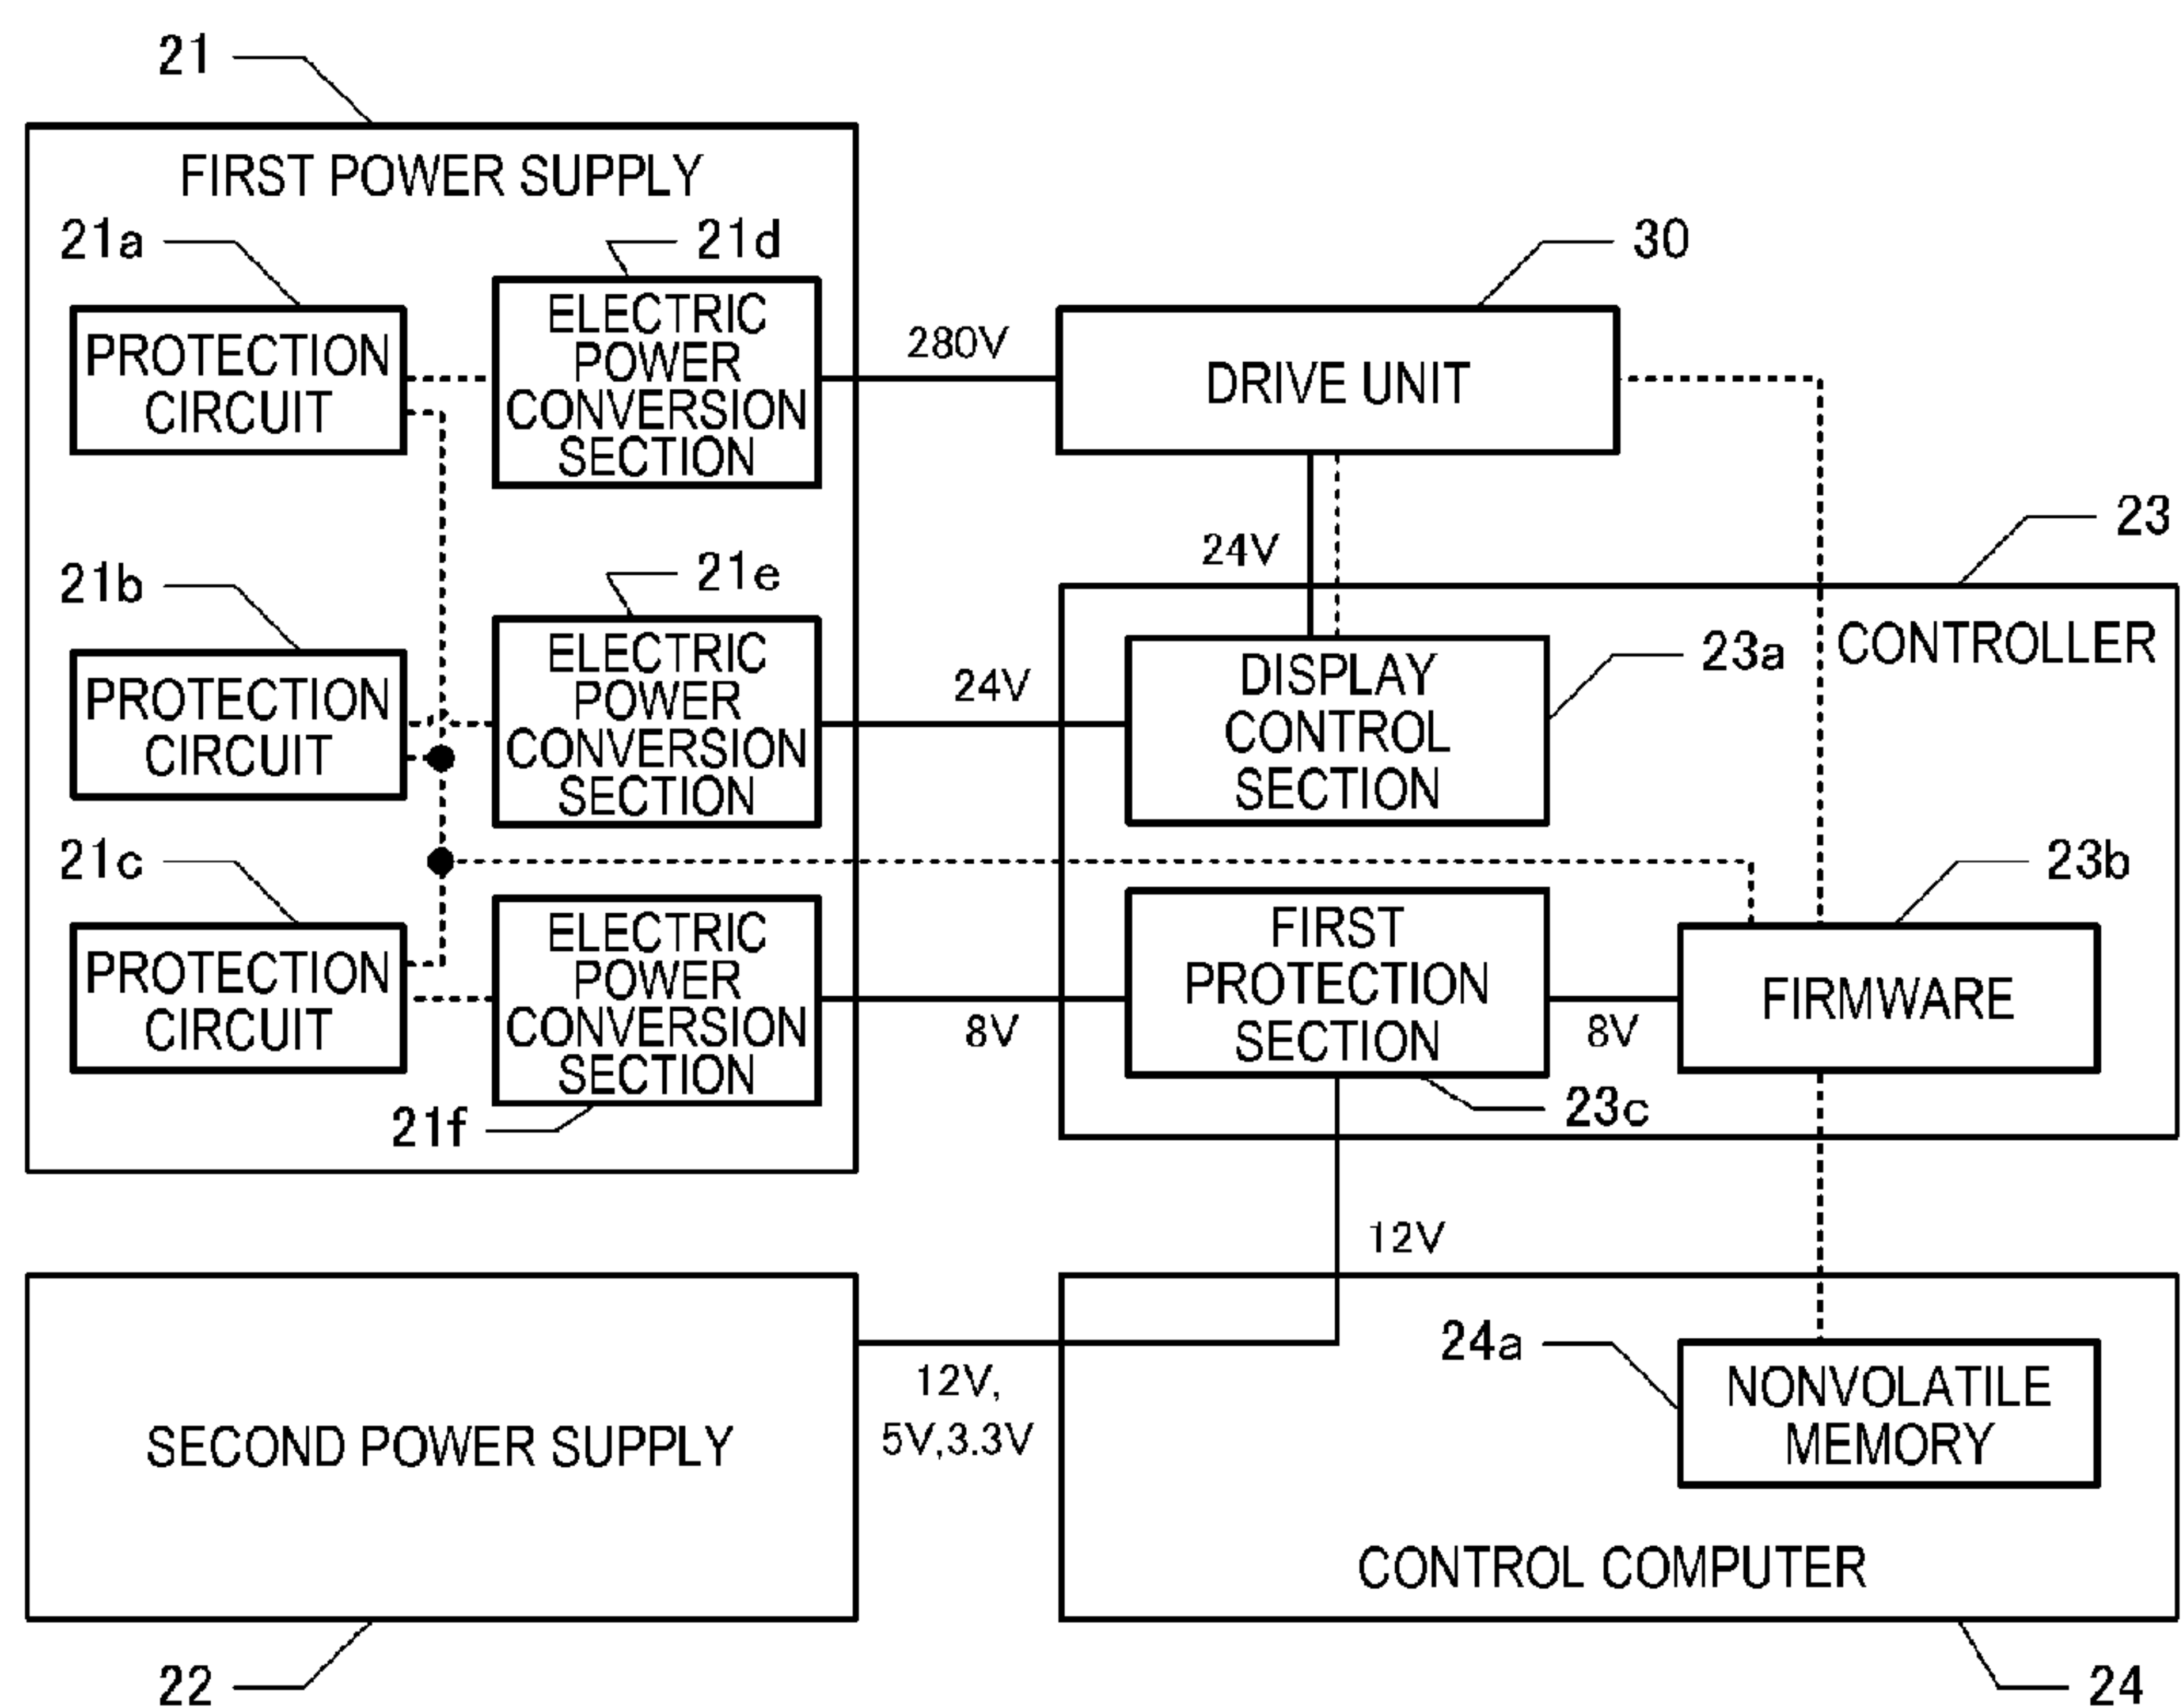 21
FIRST POWER SUPPLY
21a
PROTECTION
CIRCUIT
21d
ELECTRIC
POWER
CONVERSION
SECTION
280V
30
DRIVE UNIT
24V
23
CONTROLLER
21b
PROTECTION
CIRCUIT
21e
ELECTRIC
POWER
CONVERSION
SECTION
24V
DISPLAY
CONTROL
SECTION
23a
21c
PROTECTION
CIRCUIT
ELECTRIC
POWER
CONVERSION
SECTION
21f
8V
FIRST
PROTECTION
SECTION
23c
8V
23b
FIRMWARE
12V
SECOND POWER SUPPLY
22
12V,
5V,3.3V
24a
NONVOLATILE
MEMORY
CONTROL COMPUTER
24